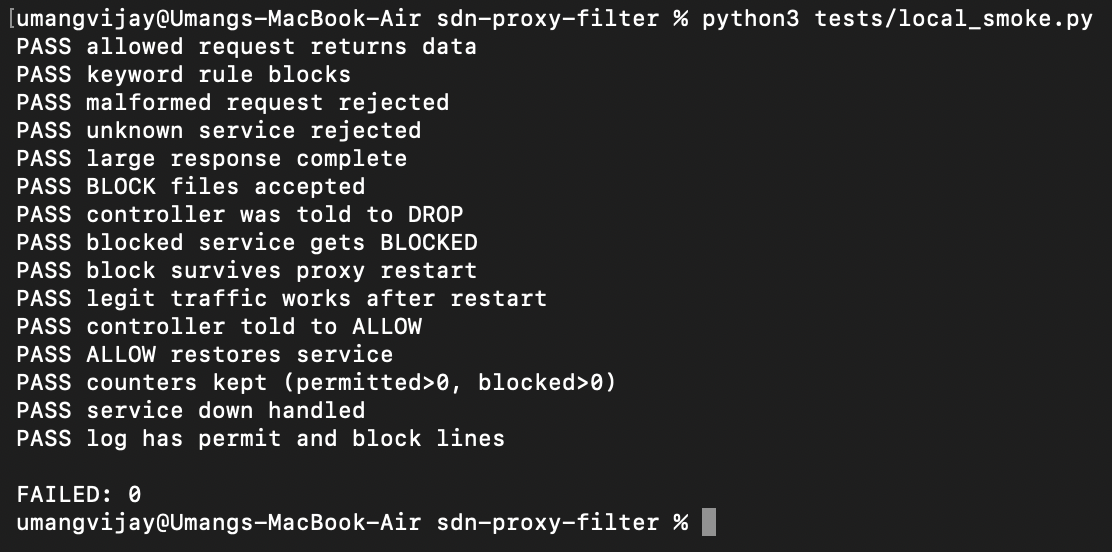 [umangvijay@Umangs-MacBook-Air sdn-proxy-filter % python3 tests/local_smoke.py
PASS allowed request returns data
PASS keyword rule blocks
PASS malformed request rejected
PASS unknown service rejected
PASS large response complete
PASS BLOCK files accepted
PASS controller was told to DROP
PASS blocked service gets BLOCKED
PASS block survives proxy restart
PASS legit traffic works after restart
PASS controller told to ALLOW
PASS ALLOW restores service
PASS counters kept (permitted>0, blocked>0)
PASS service down handled
PASS log has permit and block lines
FAILED: 0
umangvijay@Umangs-MacBook-Air sdn-proxy-filter %